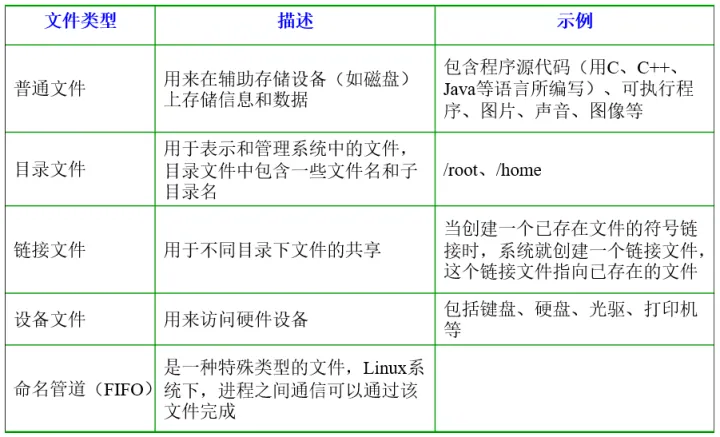 文件类型
描述
示例
普通文件
用来在辅助存储设备（如磁盘）
上存储信息和数据
包含程序源代码（用C、C++、
Java等语言所编写）、可执行程
序、图片、声音、图像等
目录文件
用于表示和管理系统中的文件，
目录文件中包含一些文件名和子
目录名
/root、/home
链接文件
用于不同目录下文件的共享
当创建一个已存在文件的符号链
接时，系统就创建一个链接文件，
这个链接文件指向已存在的文件
设备文件
用来访问硬件设备
包括键盘、硬盘、光驱、打印机
等
命名管道（FIFO）
是一种特殊类型的文件，Linux系
统下，进程之间通信可以通过该
文件完成